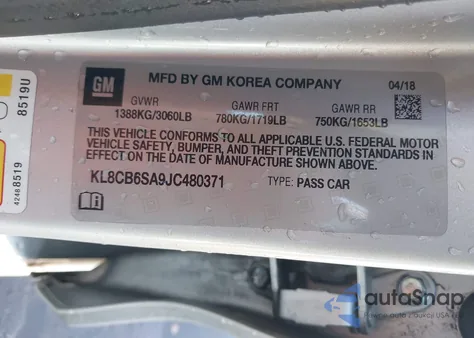 GM
MFD BY GM KOREA COMPANY
04/18
GVWR
GAWR FRT
GAWR RR
1388KG/3060LB
780KG/1719LB
750KG/1653LB
THIS VEHICLE CONFORMS TO ALL APPLICABLE U.S. FEDERAL MOTOR
VEHICLE SAFETY, BUMPER, AND THEFT PREVENTION STANDARDS
IN EFFECT ON THE DATE OF MANUFACTURE SHOWN ABOVE.
KL8CB6SA9JC480371
TYPE: PASS CAR
8519U
42488519
autoSnap